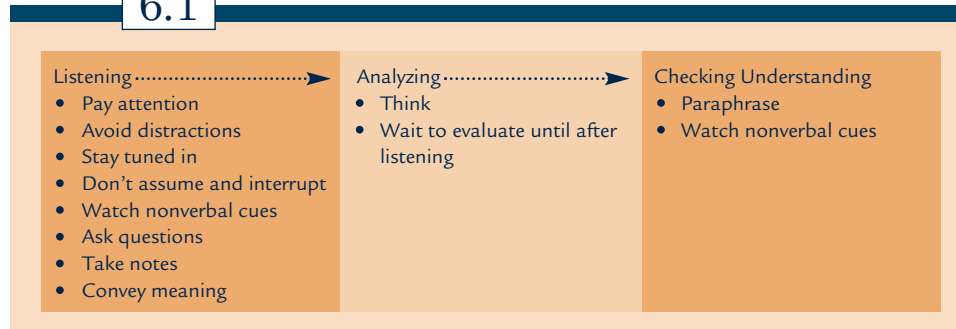 6.1
Listening
• Pay attention
• Avoid distractions
• Stay tuned in
• Don't assume and interrupt
• Watch nonverbal cues
• Ask questions
• Take notes
• Convey meaning
Analyzing
• Think
• Wait to evaluate until after
listening
Checking Understanding
• Paraphrase
• Watch nonverbal cues